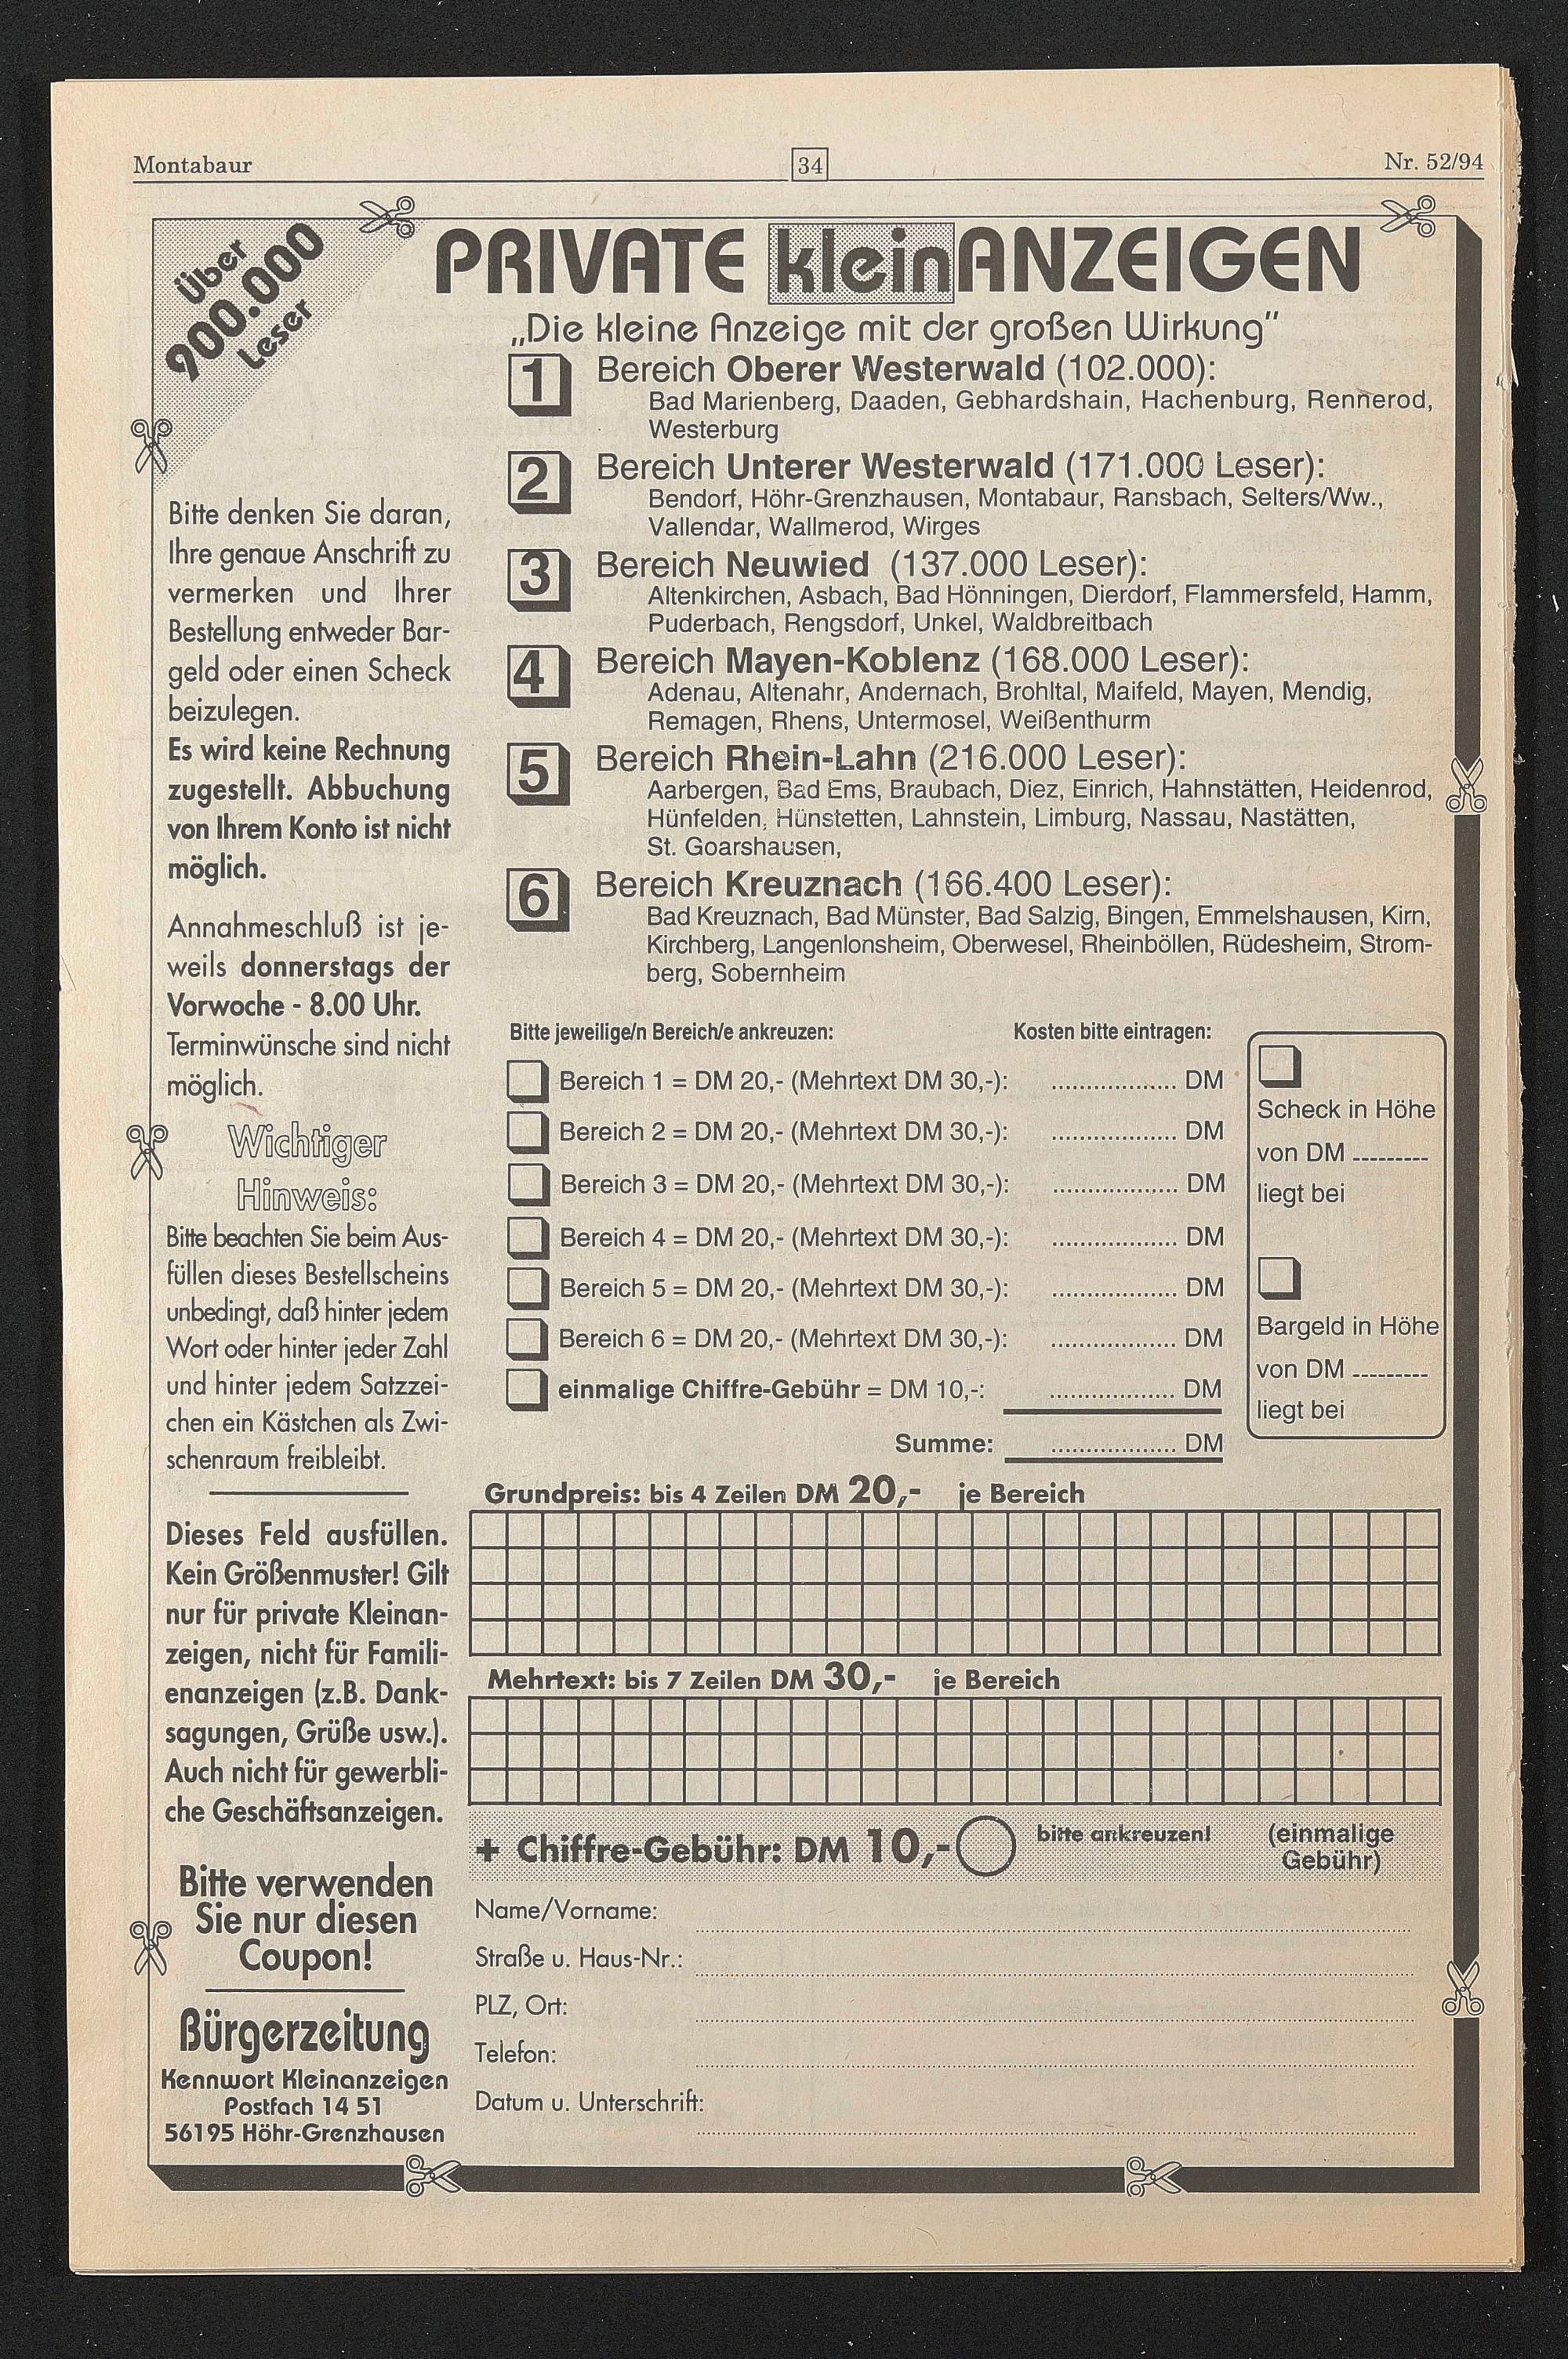 Montabaur
34
Nr. 52/94
Über
900.000
Leser
PRIVATE kleinANZEIGEN
„Die kleine Anzeige mit der großen Wirkung"
1 Bereich Oberer Westerwald (102.000):
Bad Marienberg, Daaden, Gebhardshain, Hachenburg, Rennerod,
Westerburg
2 Bereich Unterer Westerwald (171.000 Leser):
Bendorf, Höhr-Grenzhausen, Montabaur, Ransbach, Selters/Ww.,
Vallendar, Wallmerod, Wirges
3 Bereich Neuwied (137.000 Leser):
Altenkirchen, Asbach, Bad Hönningen, Dierdorf, Flammersfeld, Hamm,
Puderbach, Rengsdorf, Unkel, Waldbreitbach
4 Bereich Mayen-Koblenz (168.000 Leser):
Adenau, Altenahr, Andernach, Brohltal, Maifeld, Mayen, Mendig,
Remagen, Rhens, Untermosel, Weißenthurm
5 Bereich Rhein-Lahn (216.000 Leser):
Aarbergen, Bad Ems, Braubach, Diez, Einrich, Hahnstätten, Heidenrod,
Hünfelden, Hünstetten, Lahnstein, Limburg, Nassau, Nastätten,
St. Goarshausen,
6 Bereich Kreuznach (166.400 Leser):
Bad Kreuznach, Bad Münster, Bad Salzig, Bingen, Emmelshausen, Kirn,
Kirchberg, Langenlonsheim, Oberwesel, Rheinböllen, Rüdesheim, Strom-
berg, Sobernheim
Bitte denken Sie daran,
Ihre genaue Anschrift zu
vermerken und Ihrer
Bestellung entweder Bar-
geld oder einen Scheck
beizulegen.
Es wird keine Rechnung
zugestellt. Abbuchung
von Ihrem Konto ist nicht
möglich.
Annahmeschluß ist je-
weils donnerstags der
Vorwoche - 8.00 Uhr.
Terminwünsche sind nicht
möglich.
Wichtiger
Hinweis:
Bitte beachten Sie beim Aus-
füllen dieses Bestellscheins
unbedingt, daß hinter jedem
Wort oder hinter jeder Zahl
und hinter jedem Satzzei-
chen ein Kästchen als Zwi-
schenraum freibleibt.
Dieses Feld ausfüllen.
Kein Größenmuster! Gilt
nur für private Kleinan-
zeigen, nicht für Famili-
enanzeigen (z.B. Dank-
sagungen, Grüße usw.).
Auch nicht für gewerbli-
che Geschäftsanzeigen.
Bitte verwenden
Sie nur diesen
Coupon!
Bürgerzeitung
Kennwort Kleinanzeigen
Postfach 14 51
56195 Höhr-Grenzhausen
Bitte jeweilige/n Bereich/e ankreuzen: Kosten bitte eintragen:
Bereich 1 = DM 20,- (Mehrtext DM 30,-): .................. DM
Bereich 2 = DM 20,- (Mehrtext DM 30,-): .................. DM
Bereich 3 = DM 20,- (Mehrtext DM 30,-): .................. DM
Bereich 4 = DM 20,- (Mehrtext DM 30,-): .................. DM
Bereich 5 = DM 20,- (Mehrtext DM 30,-): .................. DM
Bereich 6 = DM 20,- (Mehrtext DM 30,-): .................. DM
einmalige Chiffre-Gebühr = DM 10,-: .................. DM
Summe: .................. DM
Scheck in Höhe
von DM ---------
liegt bei
Bargeld in Höhe
von DM ---------
liegt bei
Grundpreis: bis 4 Zeilen DM 20,- je Bereich
Mehrtext: bis 7 Zeilen DM 30,- je Bereich
+ Chiffre-Gebühr: DM 10,- bitte ankreuzen! (einmalige
Gebühr)
Name/Vorname:
Straße u. Haus-Nr.:
PLZ, Ort:
Telefon:
Datum u. Unterschrift: